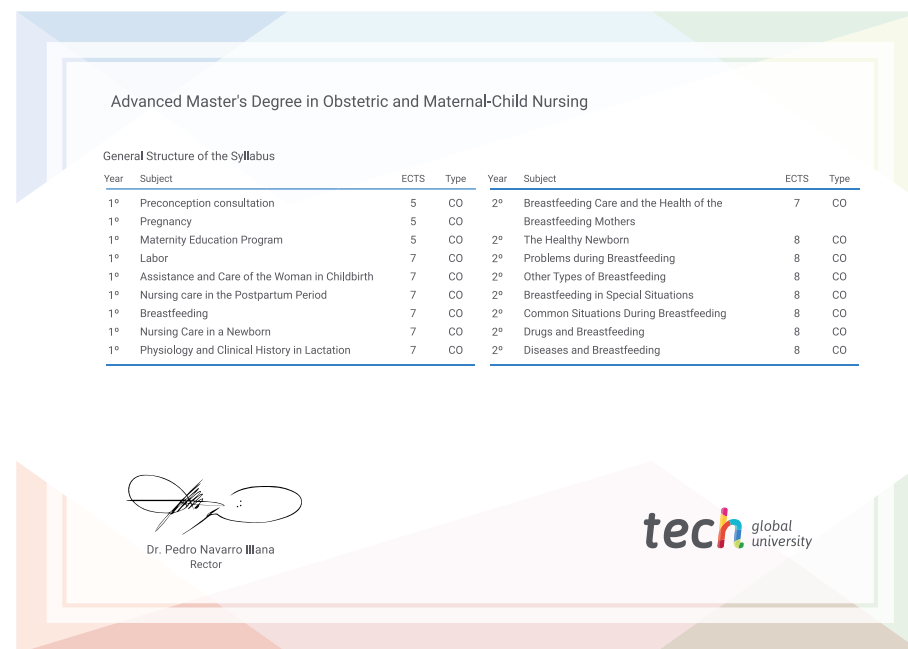 Advanced Master's Degree in Obstetric and Maternal-Child Nursing
General Structure of the Syllabus
Year Subject ECTS Type
1º Preconception consultation 5 CO
1º Pregnancy 5 CO
1º Maternity Education Program 5 CO
1º Labor 7 CO
1º Assistance and Care of the Woman in Childbirth 7 CO
1º Nursing care in the Postpartum Period 7 CO
1º Breastfeeding 7 CO
1º Nursing Care in a Newborn 7 CO
1º Physiology and Clinical History in Lactation 7 CO
Year Subject ECTS Type
2º Breastfeeding Care and the Health of the 7 CO
Breastfeeding Mothers
2º The Healthy Newborn 8 CO
2º Problems during Breastfeeding 8 CO
2º Other Types of Breastfeeding 8 CO
2º Breastfeeding in Special Situations 8 CO
2º Common Situations During Breastfeeding 8 CO
2º Drugs and Breastfeeding 8 CO
2º Diseases and Breastfeeding 8 CO
Dr. Pedro Navarro Illana
Rector
tech global
university